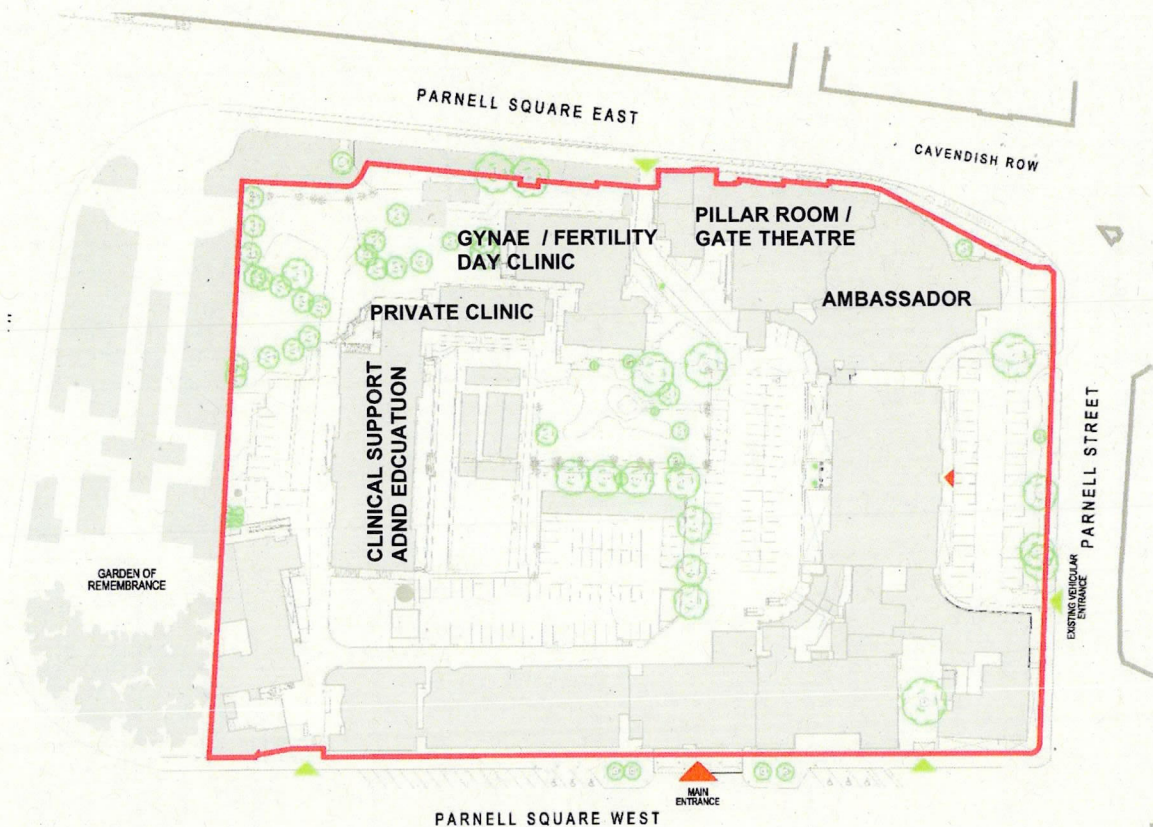 PARNELL SQUARE EAST
CAVENDISH ROW
PILLAR ROOM /
GATE THEATRE
GYNAE / FERTILITY
DAY CLINIC
PRIVATE CLINIC
AMBASSADOR
CLINICAL SUPPORT
ADND EDCUATUON
PARNELL STREET
GARDEN OF
REMEMBRANCE
EXISTING VEHICULAR
ENTRANCE
MAIN
ENTRANCE
PARNELL SQUARE WEST